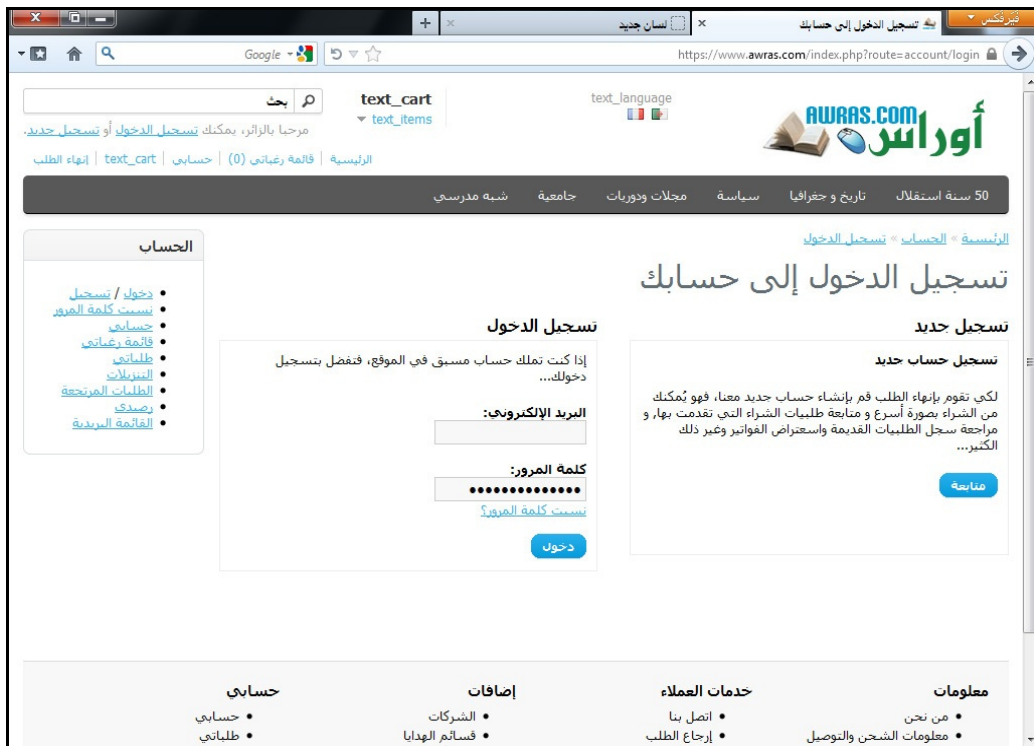 فيرفكس
تسجيل الدخول إلى حسابك
لسان جديد
https://www.awras.com/index.php?route=account/login
Google
AWRAS.COM
أوراس
text_language
text_cart
text_items
بحث
مرحبا بالزائر، يمكنك تسجيل الدخول أو تسجيل جديد.
الرئيسية | قائمة رغباتي (0) | حسابي | text_cart | إنهاء الطلب
50 سنة استقلال تاريخ و جغرافيا سياسة مجلات ودوريات جامعية شبه مدرسي
الرئيسية » الحساب » تسجيل الدخول
تسجيل الدخول إلى حسابك
تسجيل جديد
تسجيل حساب جديد
لكي تقوم بإنهاء الطلب قم بإنشاء حساب جديد معنا، فهو يُمكنك
من الشراء بصورة أسرع و متابعة طلبيات الشراء التي تقدمت بها, و
مراجعة سجل الطلبيات القديمة واستعراض الفواتير وغير ذلك
الكثير...
متابعة
تسجيل الدخول
إذا كنت تملك حساب مسبق في الموقع، فتفضل بتسجيل
دخولك...
البريد الإلكتروني:
كلمة المرور:
نسيت كلمة المرور؟
دخول
الحساب
دخول / تسجيل
نسيت كلمة المرور
حسابي
قائمة رغباتي
طلباتي
التنزيلات
الطلبات المرتجعة
رصيدي
القائمة البريدية
معلومات
من نحن
معلومات الشحن والتوصيل
خدمات العملاء
اتصل بنا
إرجاع الطلب
إضافات
الشركات
قسائم الهدايا
حسابي
حسابي
طلباتي